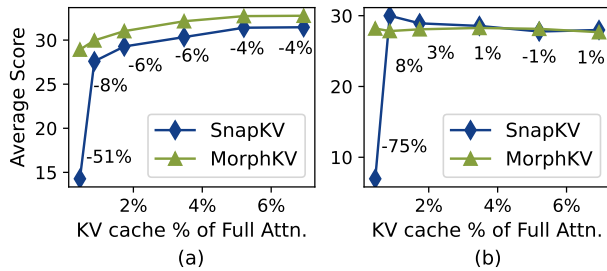 Average Score
30
25
20
15
-51%
-8%
-6%
-6%
-4%
-4%
SnapKV
MorphKV
2%
4%
6%
KV cache % of Full Attn.
(a)
30
20
10
-75%
8%
3%
1%
-1%
1%
SnapKV
MorphKV
2%
4%
6%
KV cache % of Full Attn.
(b)